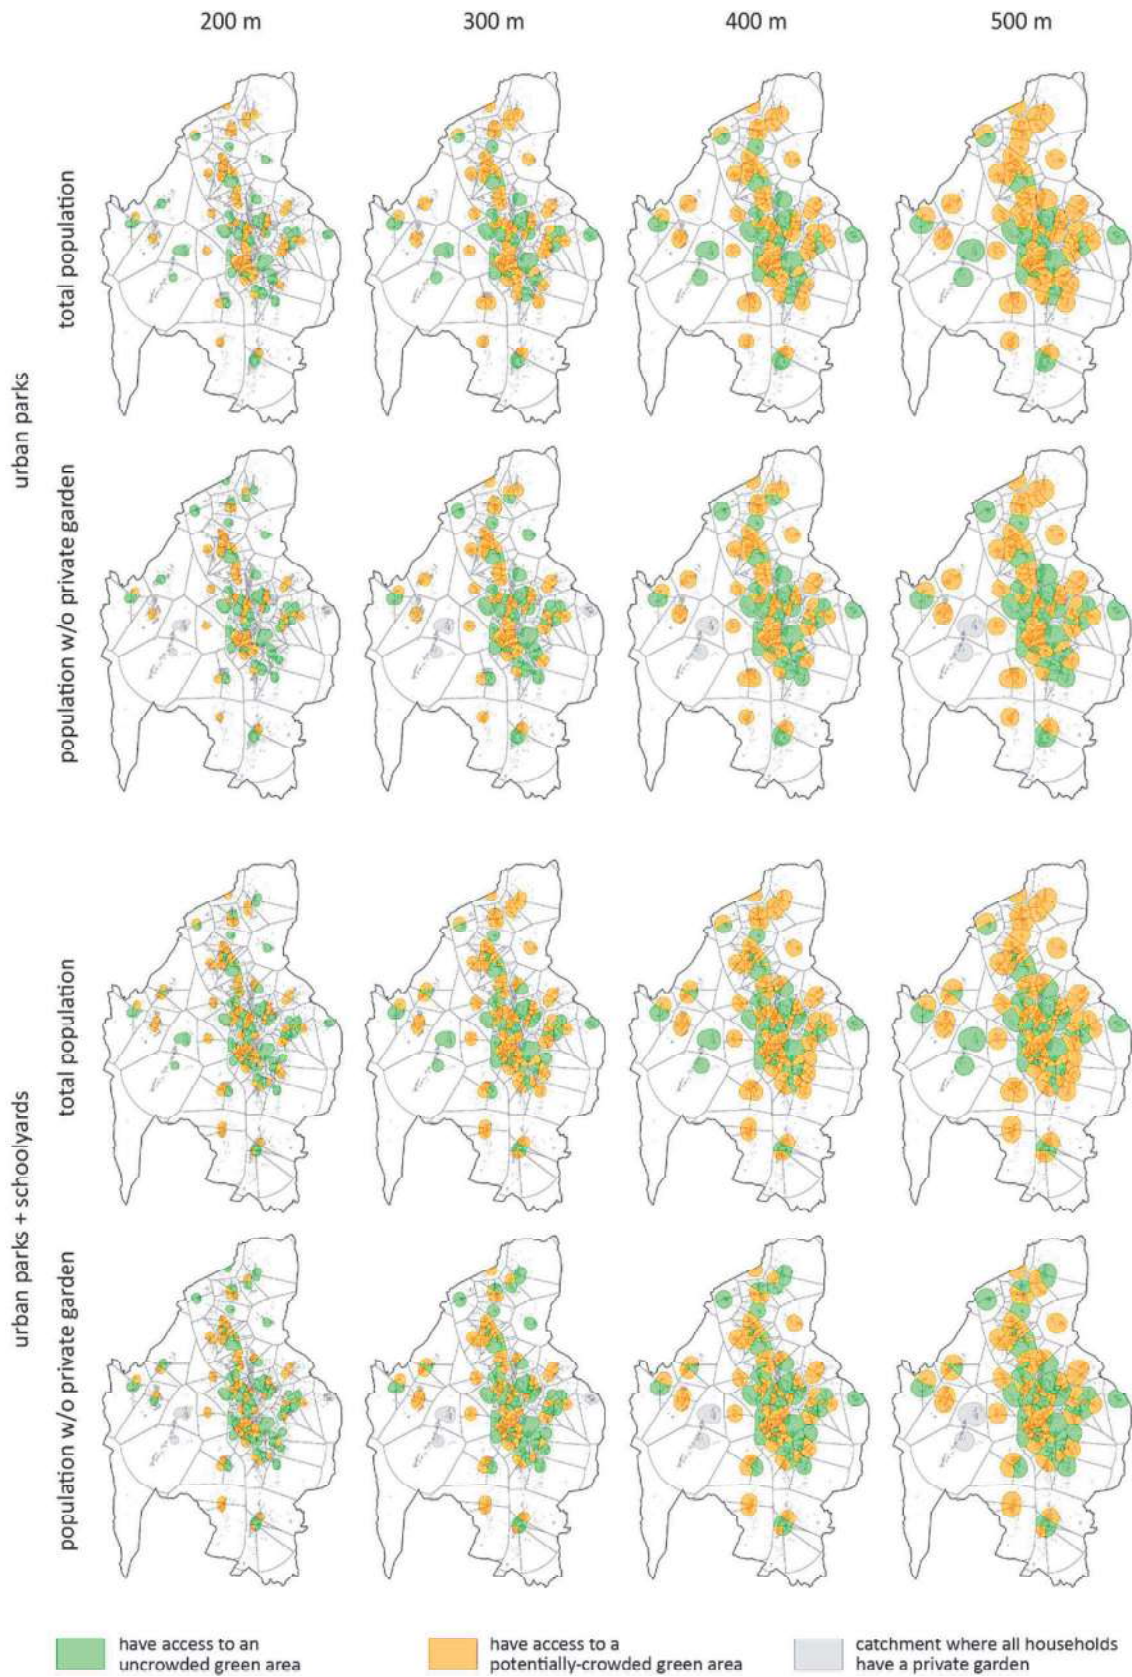 200 m
300 m
400 m
500 m
urban parks
total population
population w/o private garden
urban parks + schoolyards
total population
population w/o private garden
have access to an
uncrowded green area
have access to a
potentially-crowded green area
catchment where all households
have a private garden